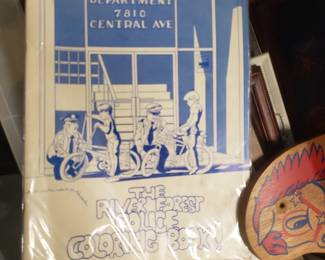 DEPARTMENT
7810
CENTRAL AVE
THE
RIVER FOREST
POLICE
COLORING BOOK!